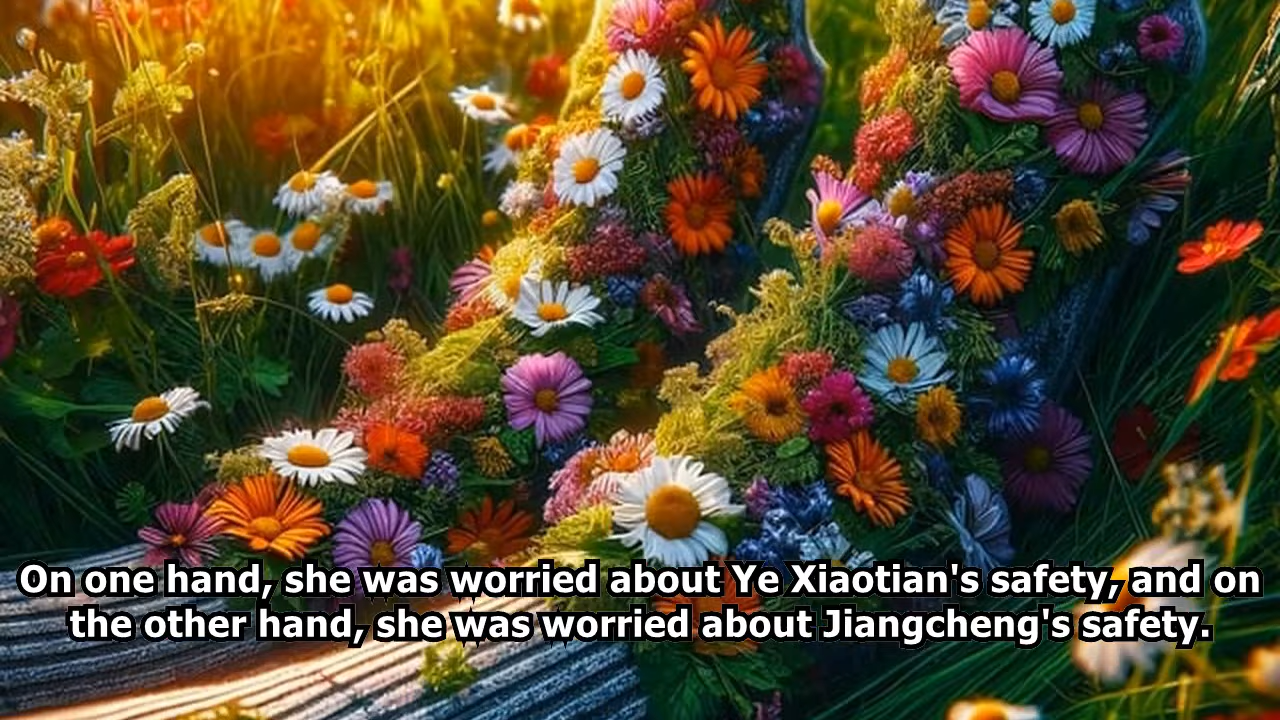 On one hand, she was worried about Ye Xiaotian's safety, and on
the other hand, she was worried about Jiangcheng's safety.